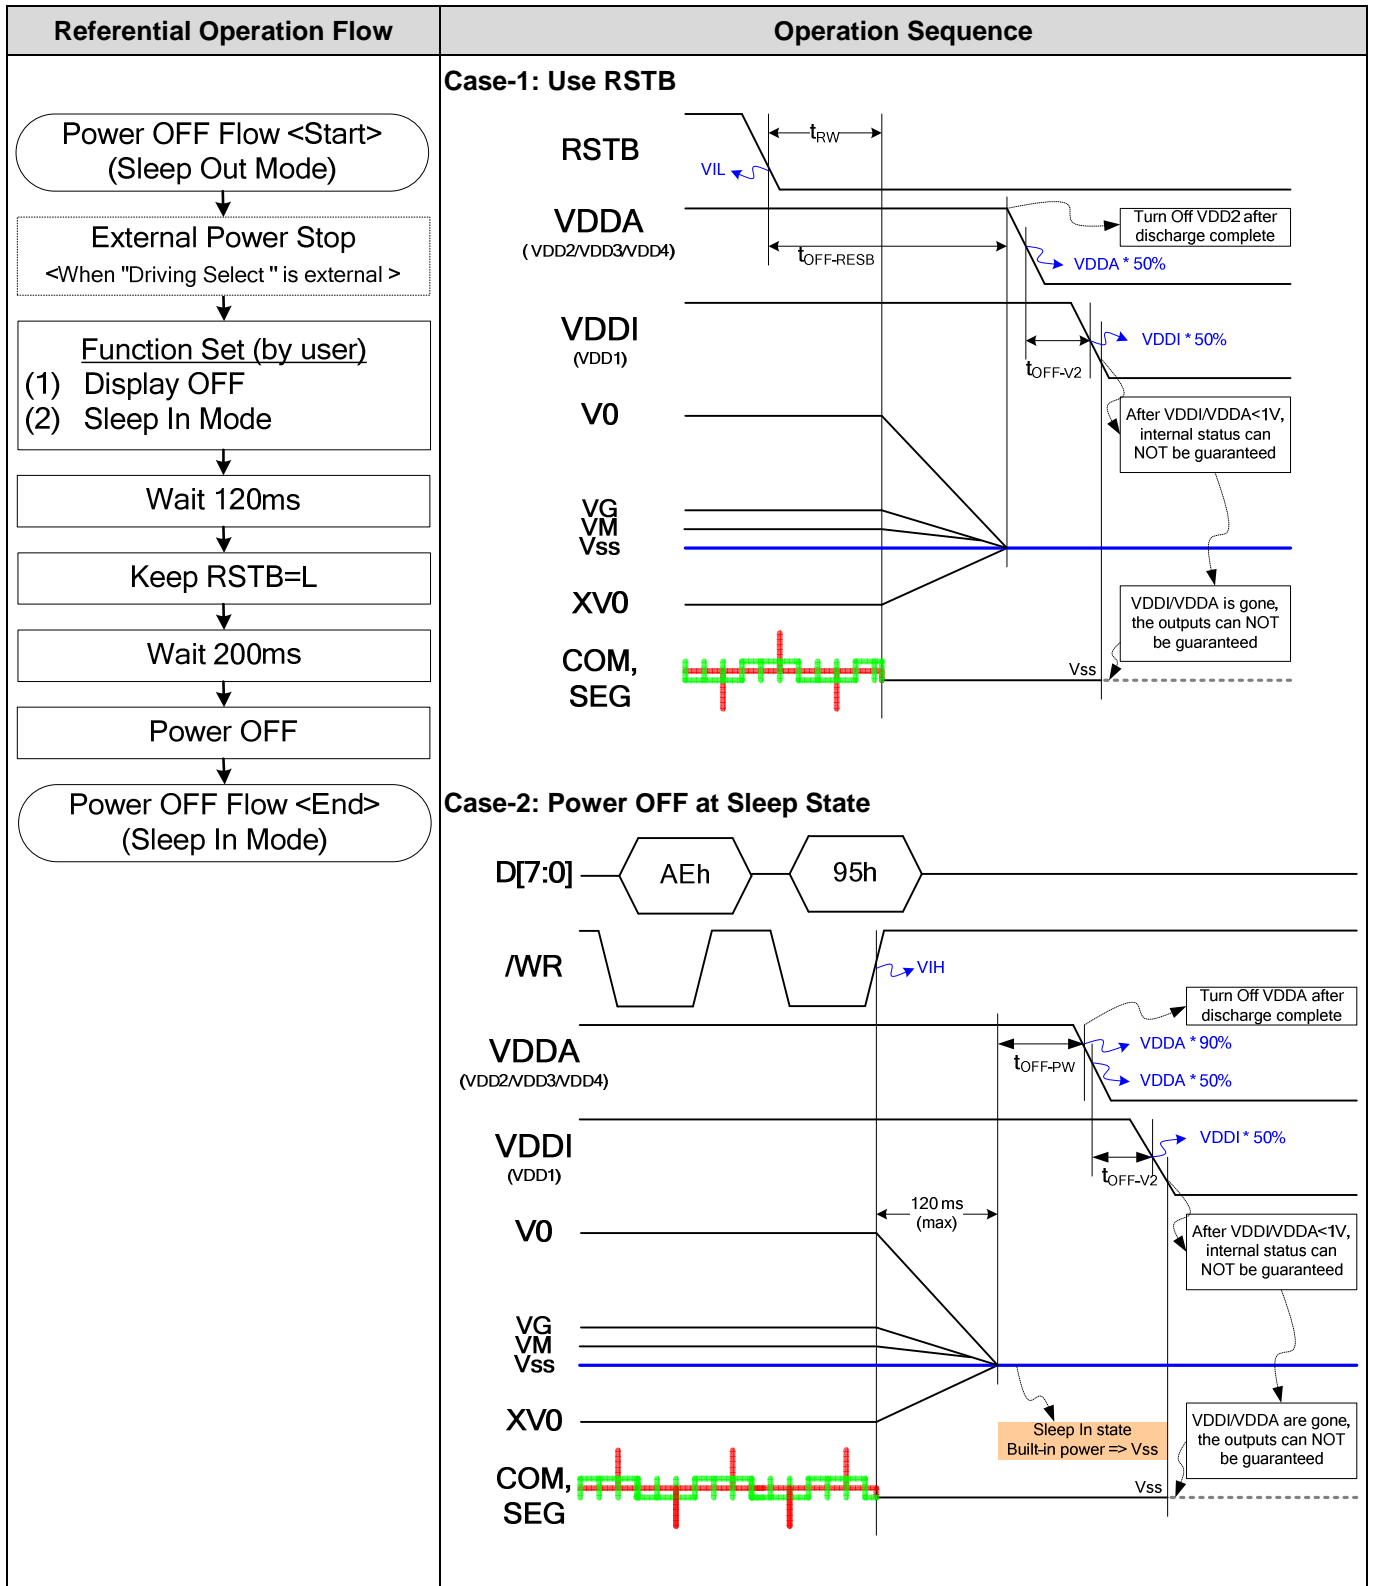 Referential Operation Flow
Operation Sequence
Power OFF Flow <Start>
(Sleep Out Mode)
External Power Stop
<When "Driving Select " is external >
Function Set (by user)
(1) Display OFF
(2) Sleep In Mode
Wait 120ms
Keep RSTB=L
Wait 200ms
Power OFF
Power OFF Flow <End>
(Sleep In Mode)
Case-1: Use RSTB
RSTB
tRW
VIL
VDDA
( VDD2/VDD3/VDD4)
tOFF-RESB
Turn Off VDD2 after
discharge complete
VDDA * 50%
VDDI
(VDD1)
VDDI * 50%
tOFF-V2
V0
After VDDI/VDDA<1V,
internal status can
NOT be guaranteed
VG
VM
Vss
XV0
VDDI/VDDA is gone,
the outputs can NOT
be guaranteed
COM,
SEG
Vss
Case-2: Power OFF at Sleep State
D[7:0]
AEh
95h
/WR
VIH
Turn Off VDDA after
discharge complete
VDDA
(VDD2/VDD3/VDD4)
tOFF-PW
VDDA * 90%
VDDA * 50%
VDDI
(VDD1)
VDDI * 50%
tOFF-V2
120 ms
(max)
V0
After VDDI/VDDA<1V,
internal status can
NOT be guaranteed
VG
VM
Vss
XV0
Sleep In state
Built-in power => Vss
VDDI/VDDA are gone,
the outputs can NOT
be guaranteed
COM,
SEG
Vss